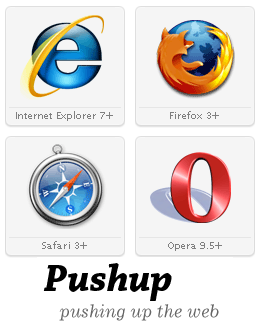 Internet Explorer 7+
Firefox 3+
Safari 3+
Opera 9.5+
Pushup
pushing up the web